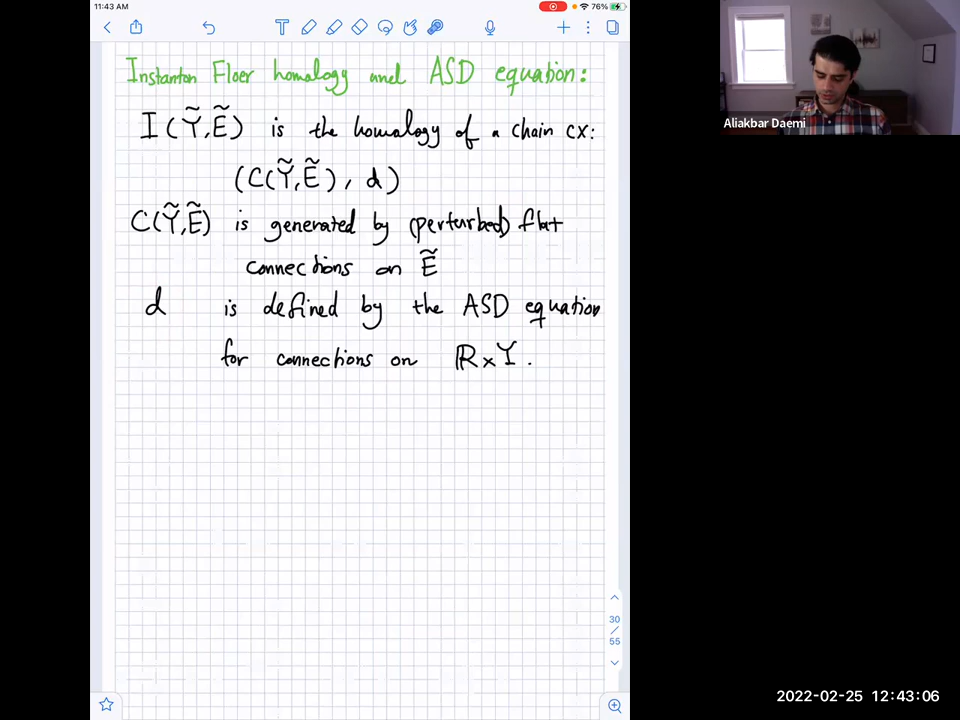 11:43 AM
76%
Instanton Floer homology and ASD equation:
I(Ỹ,Ẽ) is the homology of a chain cx:
(C(Ỹ,Ẽ), d)
C(Ỹ,Ẽ) is generated by (perturbed) flat
connections on Ẽ
d is defined by the ASD equation
for connections on ℝ×Y.
30
/
55
Aliakbar Daemi
2022-02-25 12:43:06